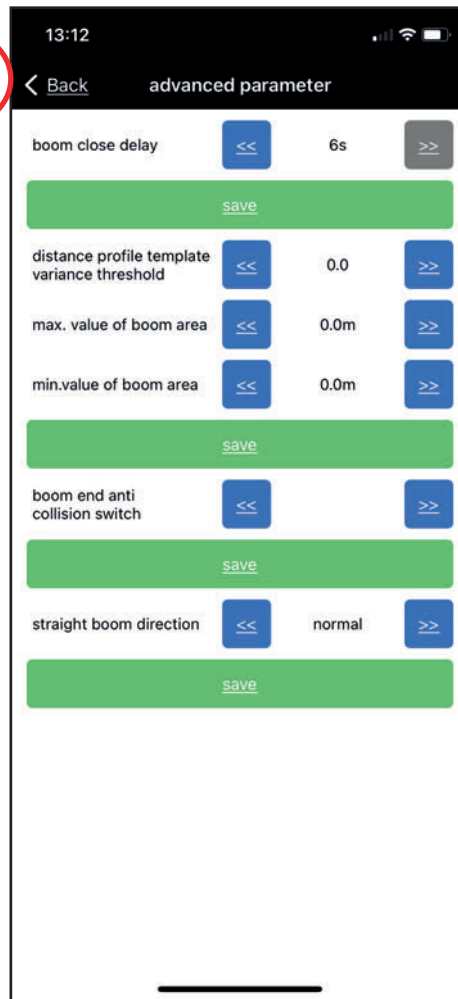 13:12
Back advanced parameter
boom close delay << 6s >>
save
distance profile template
variance threshold << 0.0 >>
max. value of boom area << 0.0m >>
min.value of boom area << 0.0m >>
save
boom end anti
collision switch << >>
save
straight boom direction << normal >>
save